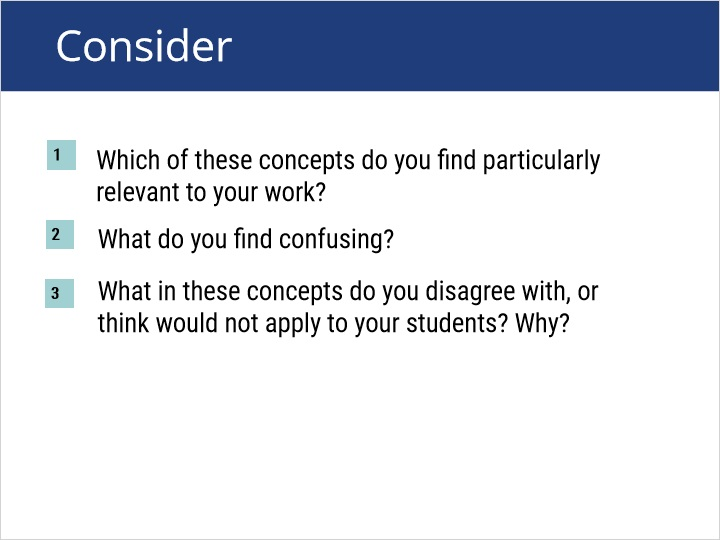 Consider
1 Which of these concepts do you find particularly
relevant to your work?
2 What do you find confusing?
3 What in these concepts do you disagree with, or
think would not apply to your students? Why?